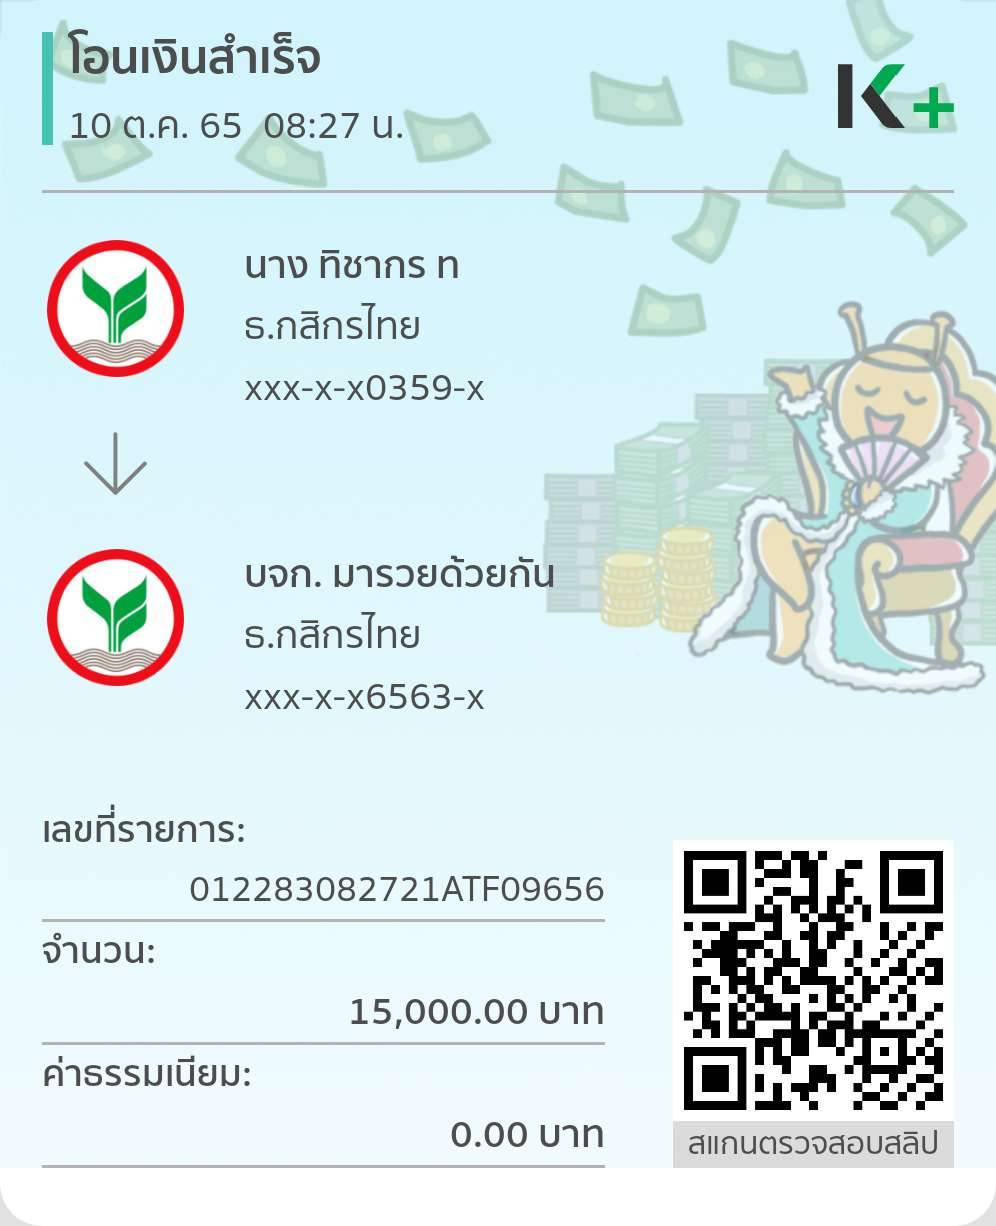 โอนเงินสำเร็จ
10 ต.ค. 65  08:27 น.
K+
นาง ทิชากร ท
ธ.กสิกรไทย
xxx-x-x0359-x
บจก. มารวยด้วยกัน
ธ.กสิกรไทย
xxx-x-x6563-x
เลขที่รายการ:
012283082721ATF09656
จำนวน:
15,000.00 บาท
ค่าธรรมเนียม:
0.00 บาท
สแกนตรวจสอบสลิป